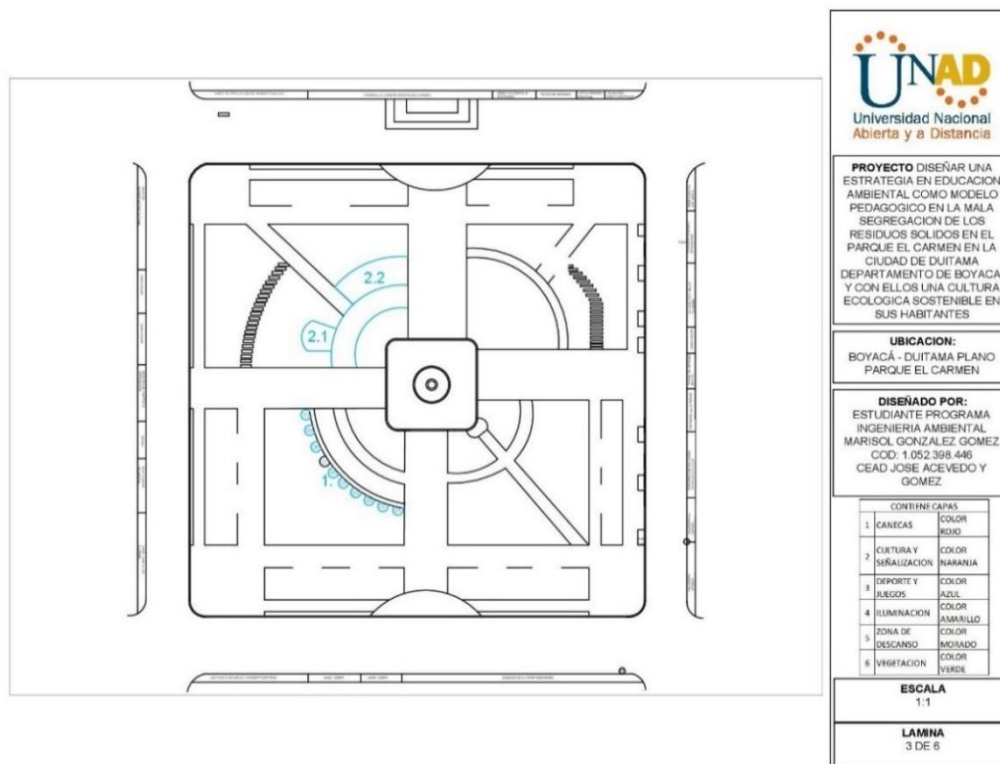 2.2
2.1
1.
UNAD
Universidad Nacional
Abierta y a Distancia
PROYECTO DISEÑAR UNA
ESTRATEGIA EN EDUCACION
AMBIENTAL COMO MODELO
PEDAGOGICO EN LA MALA
SEGREGACION DE LOS
RESIDUOS SOLIDOS EN EL
PARQUE EL CARMEN EN LA
CIUDAD DE DUITAMA
DEPARTAMENTO DE BOYACA
Y CON ELLOS UNA CULTURA
ECOLOGICA SOSTENIBLE EN
SUS HABITANTES
UBICACION:
BOYACÁ - DUITAMA PLANO
PARQUE EL CARMEN
DISEÑADO POR:
ESTUDIANTE PROGRAMA
INGENIERIA AMBIENTAL
MARISOL GONZALEZ GOMEZ
COD: 1.052.398.446
CEAD JOSE ACEVEDO Y
GOMEZ
CONTIENE CAPAS
1 CANECAS COLOR ROJO
2 CULTURA Y SEÑALIZACION COLOR NARANJA
3 DEPORTE Y JUEGOS COLOR AZUL
4 ILUMINACION COLOR AMARILLO
5 ZONA DE DESCANSO COLOR MORADO
6 VEGETACION COLOR VERDE
ESCALA
1:1
LAMINA
3 DE 6